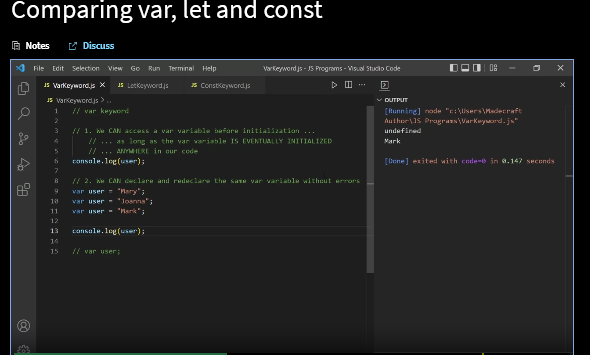 Comparing var, let and const
Notes
Discuss
File Edit Selection View Go Run Terminal Help
VarKeyword.js - JS Programs - Visual Studio Code
JS VarKeyword.js
JS LetKeyword.js
JS ConstKeyword.js
JS VarKeyword.js > ...
1 // var keyword
2
3 // 1. We CAN access a var variable before initialization ...
4 // ... as long as the var variable IS EVENTUALLY INITIALIZED
5 // ... ANYWHERE in our code
6 console.log(user);
7
8 // 2. We CAN declare and redeclare the same var variable without errors
9 var user = "Mary";
10 var user = "Joanna";
11 var user = "Mark";
12
13 console.log(user);
14
15 // var user;
OUTPUT
[Running] node "c:\Users\Madecraft
Author\JS Programs\VarKeyword.js"
undefined
Mark
[Done] exited with code=0 in 0.147 seconds